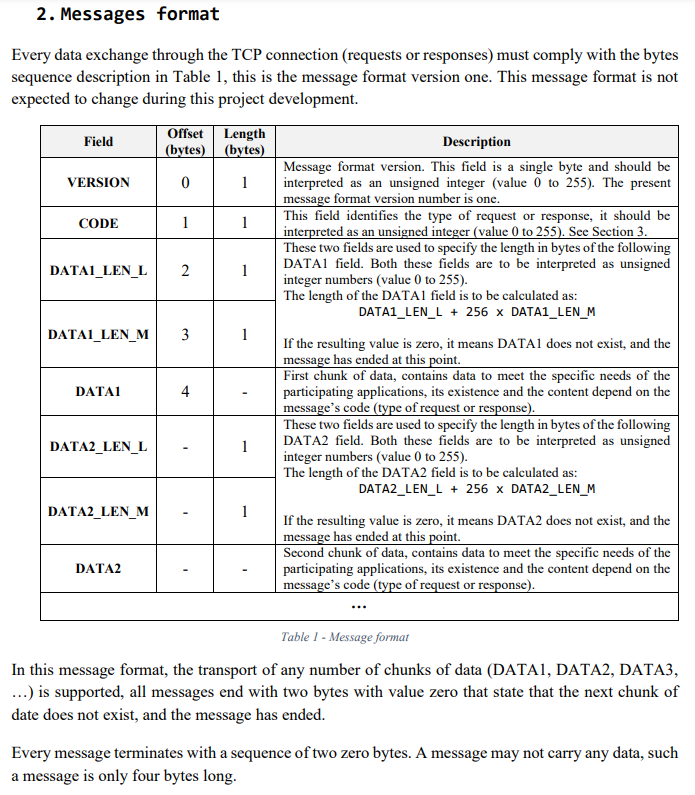 2. Messages format
Every data exchange through the TCP connection (requests or responses) must comply with the bytes
sequence description in Table 1, this is the message format version one. This message format is not
expected to change during this project development.
Field
Offset
(bytes)
Length
(bytes)
Description
VERSION
0
1
Message format version. This field is a single byte and should be
interpreted as an unsigned integer (value 0 to 255). The present
message format version number is one.
CODE
1
1
This field identifies the type of request or response, it should be
interpreted as an unsigned integer (value 0 to 255). See Section 3.
DATA1_LEN_L
2
1
These two fields are used to specify the length in bytes of the following
DATA1 field. Both these fields are to be interpreted as unsigned
integer numbers (value 0 to 255).
The length of the DATA1 field is to be calculated as:
DATA1_LEN_L + 256 x DATA1_LEN_M
DATA1_LEN_M
3
1
If the resulting value is zero, it means DATA1 does not exist, and the
message has ended at this point.
DATA1
4
-
First chunk of data, contains data to meet the specific needs of the
participating applications, its existence and the content depend on the
message's code (type of request or response).
DATA2_LEN_L
-
1
These two fields are used to specify the length in bytes of the following
DATA2 field. Both these fields are to be interpreted as unsigned
integer numbers (value 0 to 255).
The length of the DATA2 field is to be calculated as:
DATA2_LEN_L + 256 x DATA2_LEN_M
DATA2_LEN_M
-
1
If the resulting value is zero, it means DATA2 does not exist, and the
message has ended at this point.
DATA2
-
-
Second chunk of data, contains data to meet the specific needs of the
participating applications, its existence and the content depend on the
message's code (type of request or response).
...
Table 1 - Message format
In this message format, the transport of any number of chunks of data (DATA1, DATA2, DATA3,
…) is supported, all messages end with two bytes with value zero that state that the next chunk of
date does not exist, and the message has ended.
Every message terminates with a sequence of two zero bytes. A message may not carry any data, such
a message is only four bytes long.